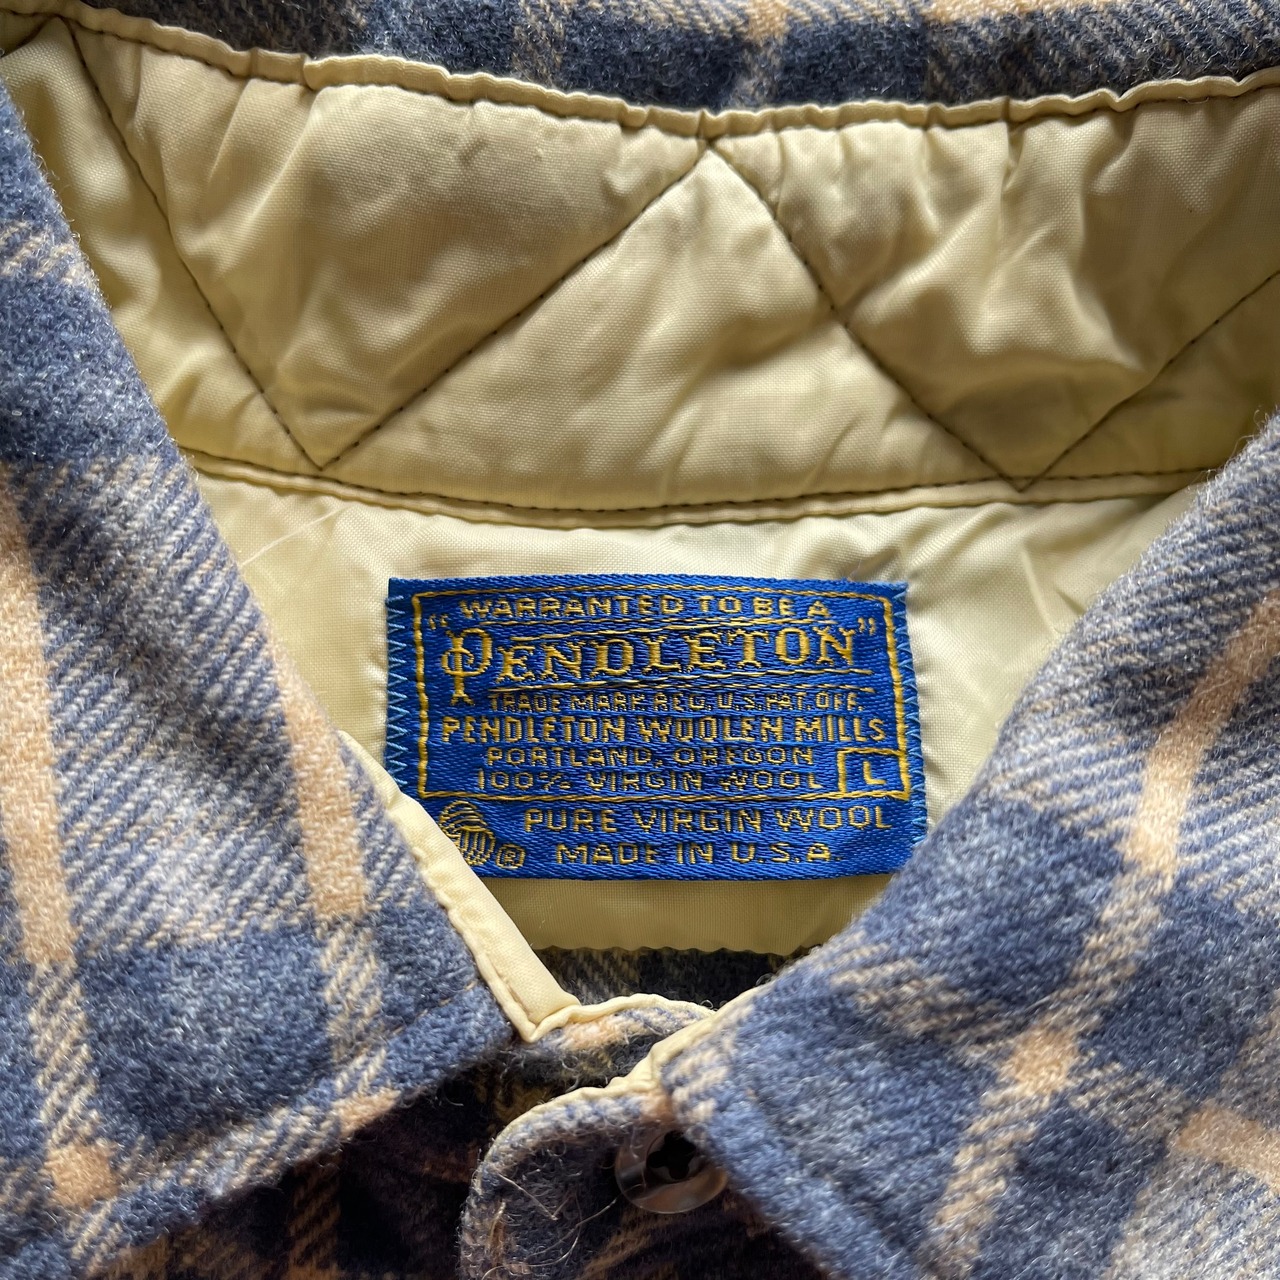 WARRANTED TO BE A
"PENDLETON"
TRADE MARK REG. U.S. PAT. OFF.
PENDLETON WOOLEN MILLS
PORTLAND, OREGON
100% VIRGIN WOOL L
PURE VIRGIN WOOL
® MADE IN U.S.A.